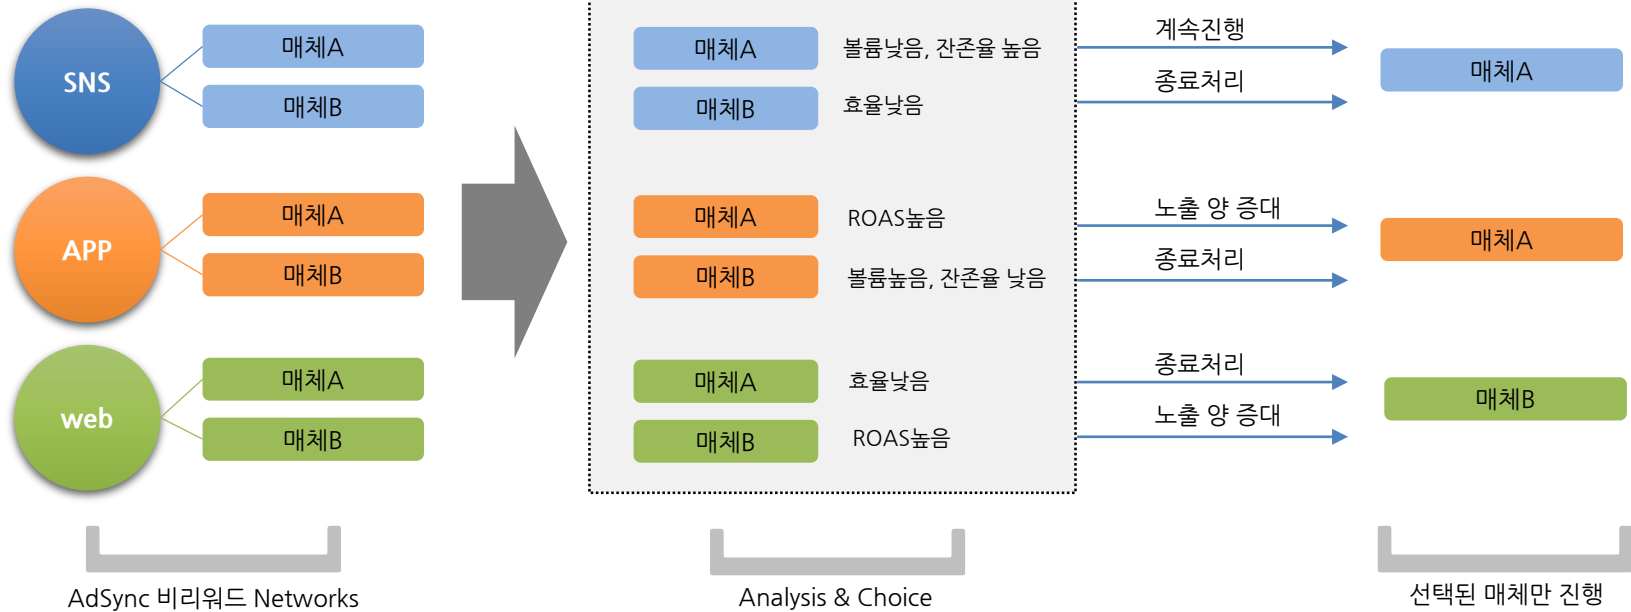 SNS
매체A
매체B
APP
매체A
매체B
web
매체A
매체B
AdSync 비리워드 Networks
매체A 볼륨낮음, 잔존율 높음
매체B 효율낮음
매체A ROAS높음
매체B 볼륨높음, 잔존율 낮음
매체A 효율낮음
매체B ROAS높음
Analysis & Choice
계속진행
종료처리
노출 양 증대
종료처리
종료처리
노출 양 증대
매체A
매체A
매체B
선택된 매체만 진행